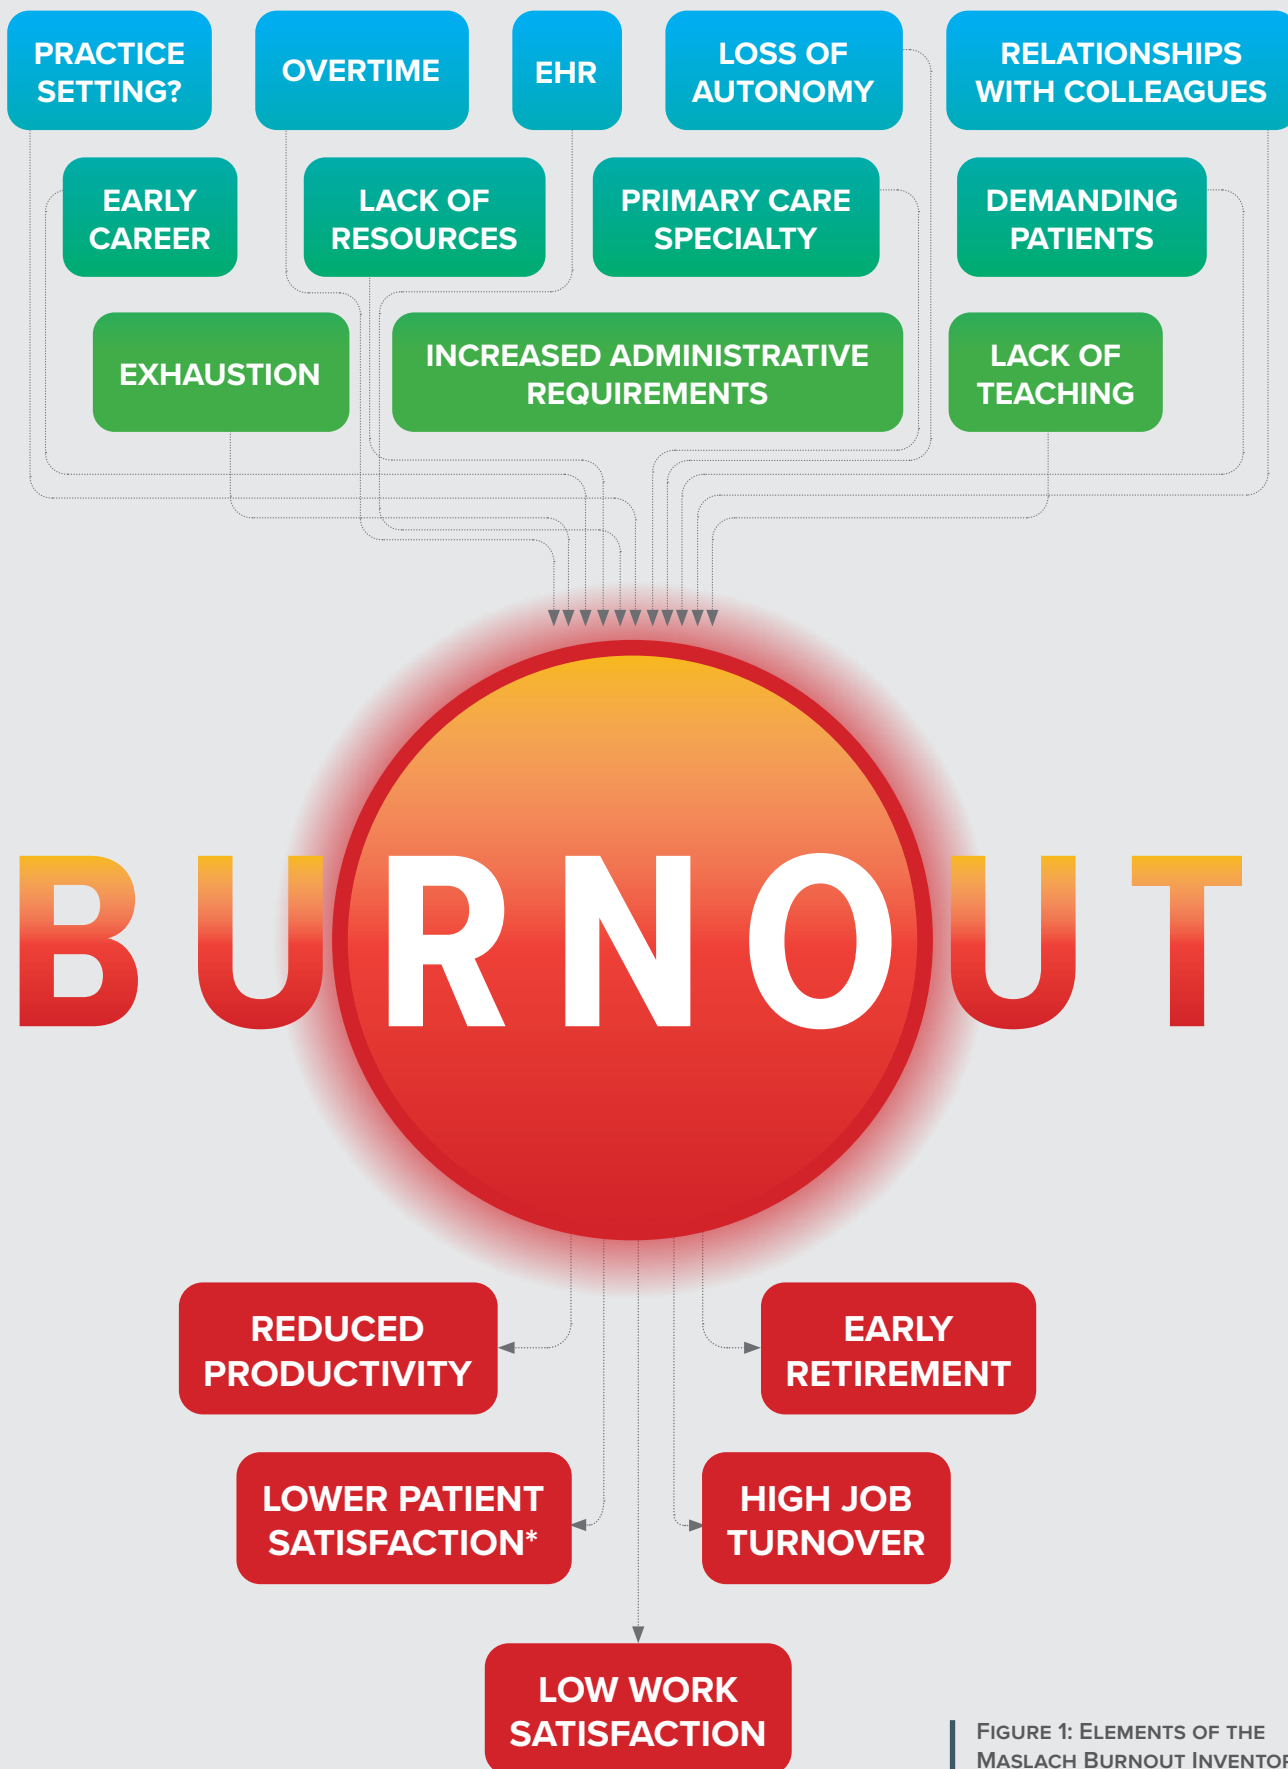 PRACTICE
SETTING?
OVERTIME
EHR
LOSS OF
AUTONOMY
RELATIONSHIPS
WITH COLLEAGUES
EARLY
CAREER
LACK OF
RESOURCES
PRIMARY CARE
SPECIALTY
DEMANDING
PATIENTS
EXHAUSTION
INCREASED ADMINISTRATIVE
REQUIREMENTS
LACK OF
TEACHING
BURNOUT
REDUCED
PRODUCTIVITY
EARLY
RETIREMENT
LOWER PATIENT
SATISFACTION*
HIGH JOB
TURNOVER
LOW WORK
SATISFACTION
FIGURE 1: ELEMENTS OF THE
MASLACH BURNOUT